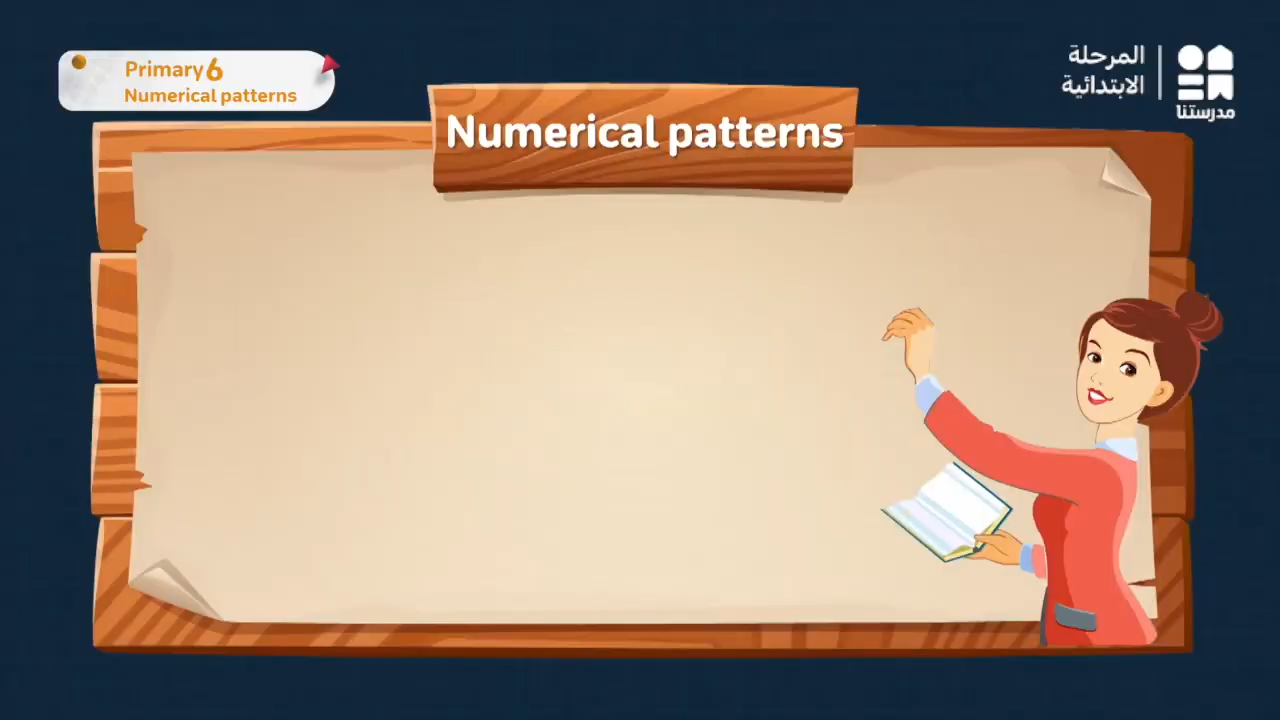 Primary 6
Numerical patterns
المرحلة
الابتدائية
مدرستنا
Numerical patterns